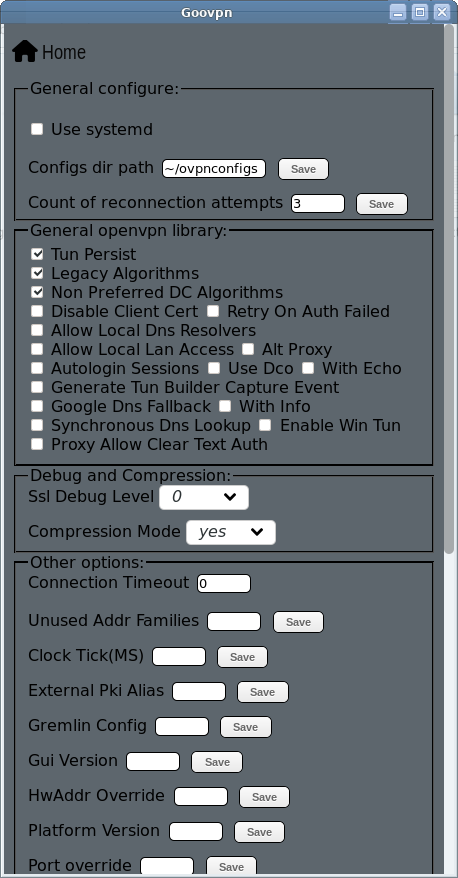 Goovpn
Home
General configure:
Use systemd
Configs dir path ~/ovpnconfigs Save
Count of reconnection attempts 3 Save
General openvpn library:
Tun Persist
Legacy Algorithms
Non Preferred DC Algorithms
Disable Client Cert Retry On Auth Failed
Allow Local Dns Resolvers
Allow Local Lan Access Alt Proxy
Autologin Sessions Use Dco With Echo
Generate Tun Builder Capture Event
Google Dns Fallback With Info
Synchronous Dns Lookup Enable Win Tun
Proxy Allow Clear Text Auth
Debug and Compression:
Ssl Debug Level 0
Compression Mode yes
Other options:
Connection Timeout 0
Unused Addr Families Save
Clock Tick(MS) Save
External Pki Alias Save
Gremlin Config Save
Gui Version Save
HwAddr Override Save
Platform Version Save
Port override Save